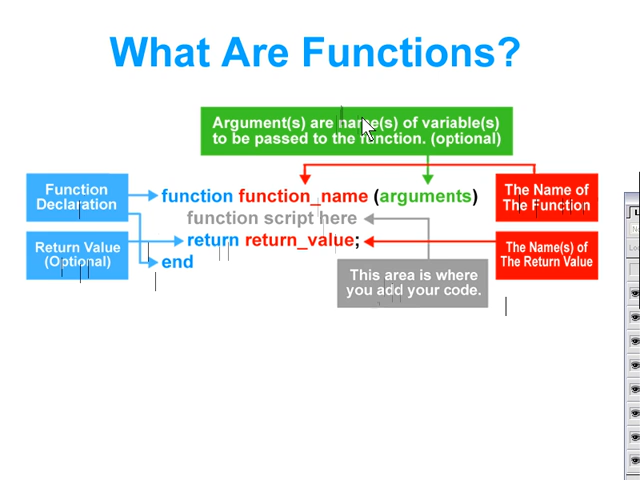 What Are Functions?
Argument(s) are name(s) of variable(s)
to be passed to the function. (optional)
Function
Declaration
function function_name (arguments)
The Name of
The Function
function script here
Return Value
(Optional)
return return_value;
The Name(s) of
The Return Value
end
This area is where
you add your code.